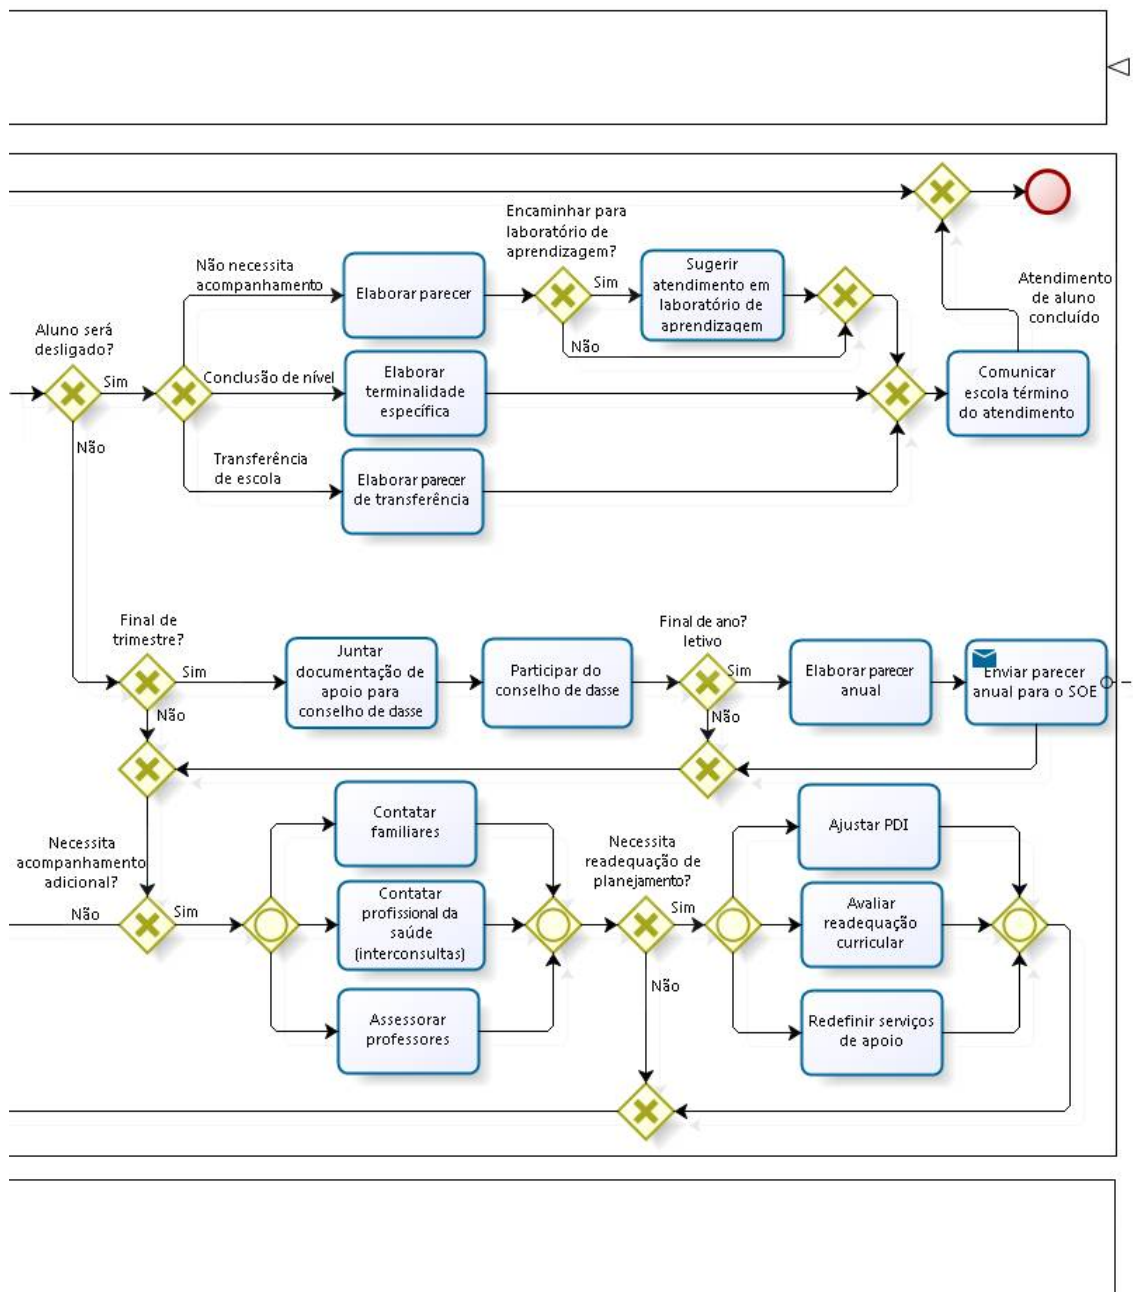 Encaminhar para
laboratório de
aprendizagem?
Não necessita
acompanhamento
Elaborar parecer
Sim
Sugerir
atendimento em
laboratório de
aprendizagem
Não
Atendimento
de aluno
concluído
Aluno será
desligado?
Sim
Conclusão de nível
Elaborar
terminalidade
específica
Comunicar
escola término
do atendimento
Não
Transferência
de escola
Elaborar parecer
de transferência
Final de
trimestre?
Sim
Juntar
documentação de
apoio para
conselho de dasse
Participar do
conselho de dasse
Final de ano?
letivo
Sim
Elaborar parecer
anual
Enviar parecer
anual para o SOE
Não
Não
Necessita
acompanhamento
adicional?
Não
Sim
Contatar
familiares
Contatar
profissional da
saúde
(interconsultas)
Assessorar
professores
Necessita
readequação de
planejamento?
Sim
Não
Ajustar PDI
Avaliar
readequação
curricular
Redefinir serviços
de apoio